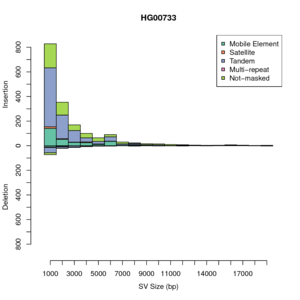 HG00733
Mobile Element
Satellite
Tandem
Multi−repeat
Not−masked
Insertion
Deletion
800
600
400
200
0
200
400
600
800
1000 3000 5000 7000 9000 11000 14000 17000
SV Size (bp)